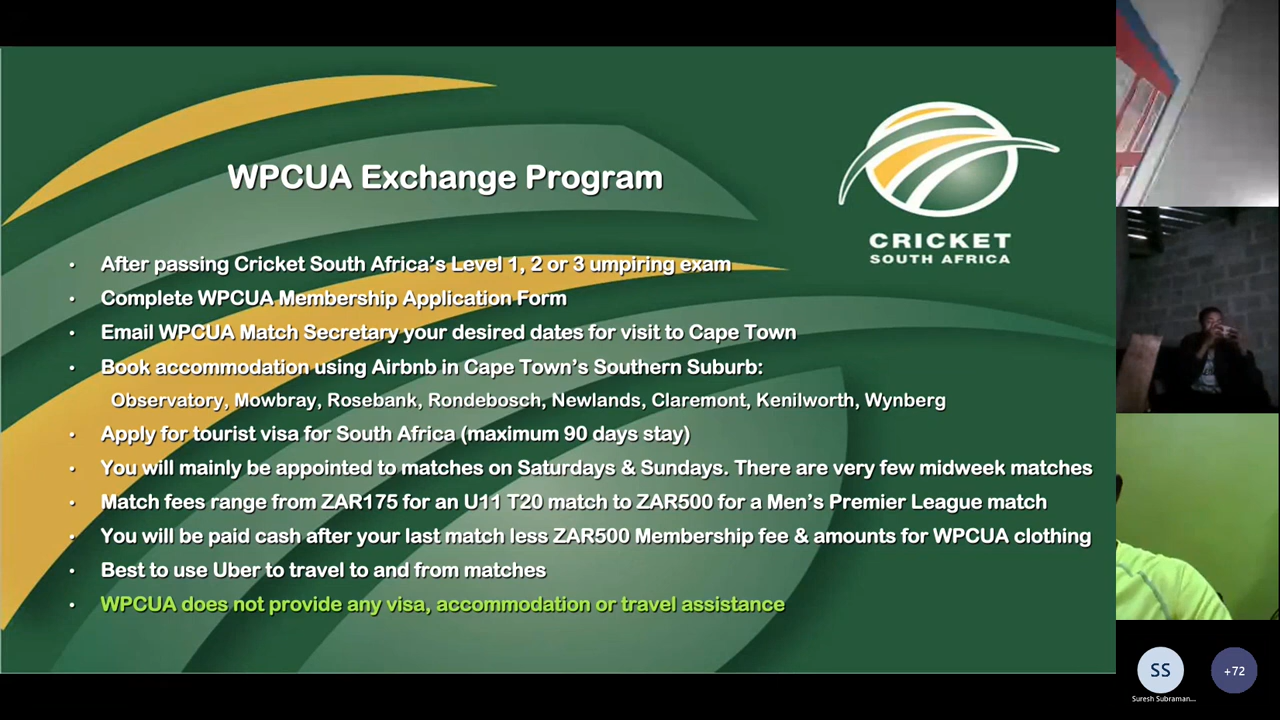 WPCUA Exchange Program
CRICKET
SOUTH AFRICA
• After passing Cricket South Africa's Level 1, 2 or 3 umpiring exam
• Complete WPCUA Membership Application Form
• Email WPCUA Match Secretary your desired dates for visit to Cape Town
• Book accommodation using Airbnb in Cape Town's Southern Suburb:
Observatory, Mowbray, Rosebank, Rondebosch, Newlands, Claremont, Kenilworth, Wynberg
• Apply for tourist visa for South Africa (maximum 90 days stay)
• You will mainly be appointed to matches on Saturdays & Sundays. There are very few midweek matches
• Match fees range from ZAR175 for an U11 T20 match to ZAR500 for a Men's Premier League match
• You will be paid cash after your last match less ZAR500 Membership fee & amounts for WPCUA clothing
• Best to use Uber to travel to and from matches
• WPCUA does not provide any visa, accommodation or travel assistance
SS
+72
Suresh Subraman...